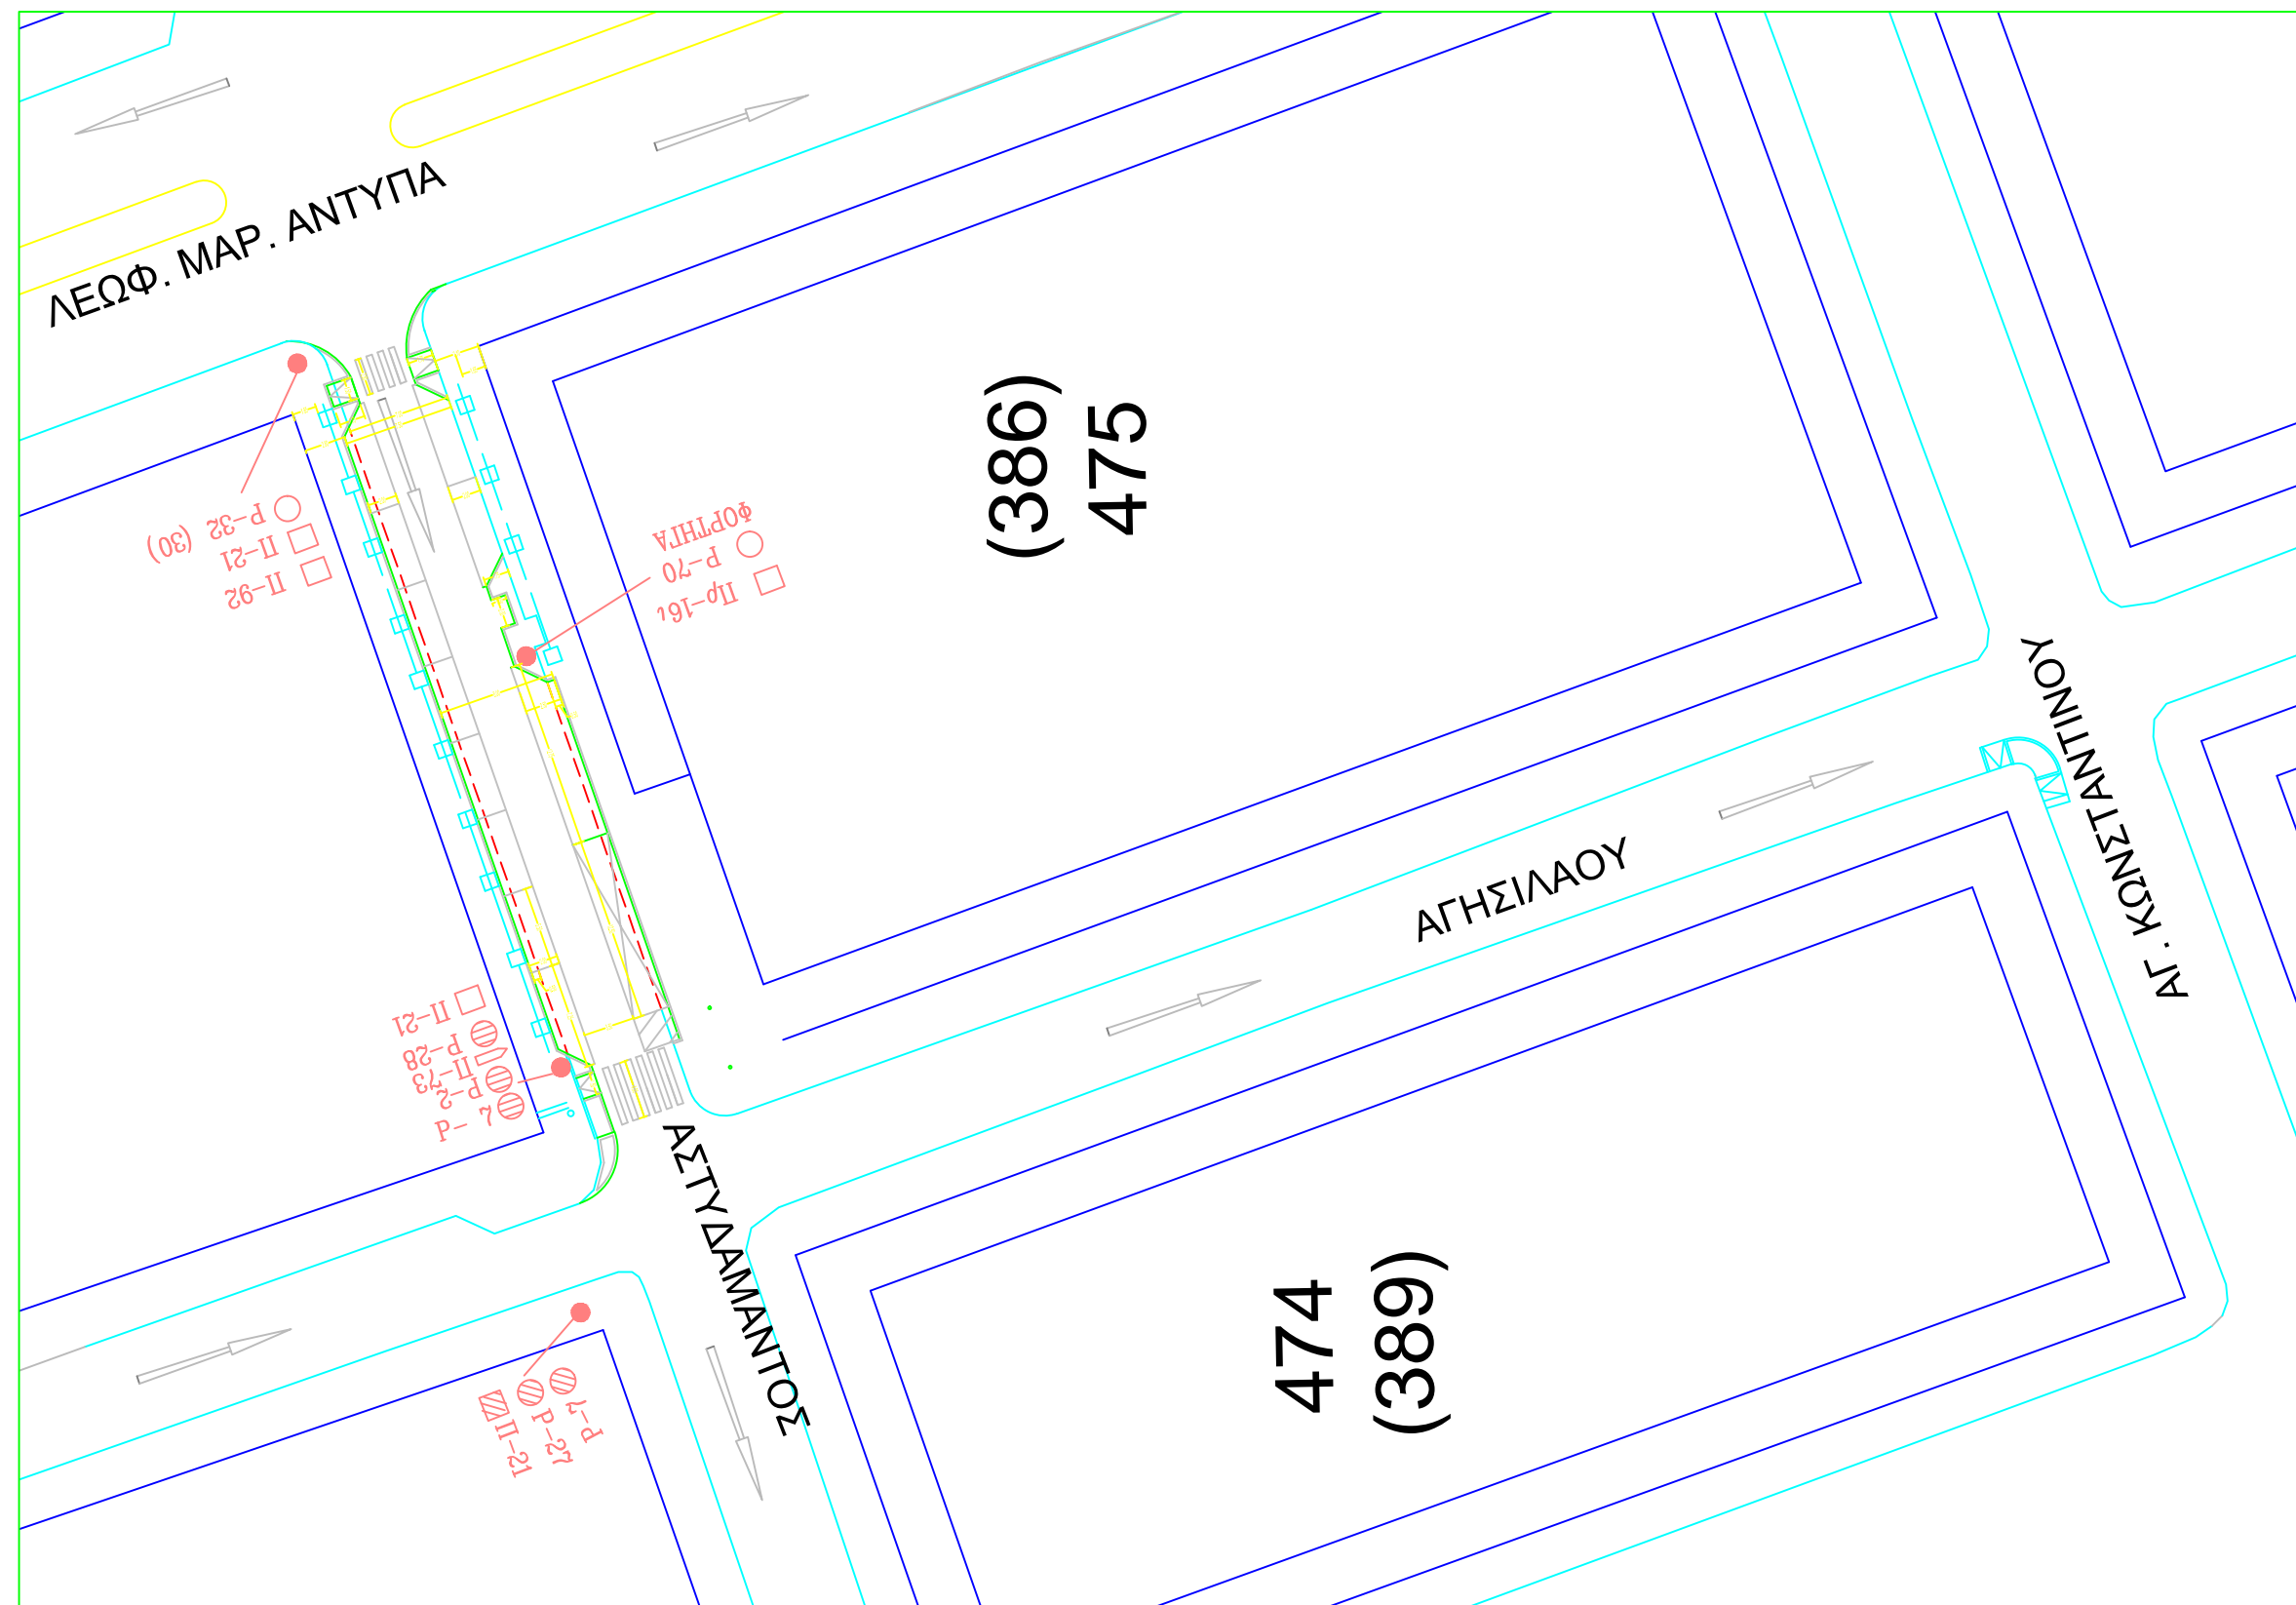 ΛΕΩΦ. ΜΑΡ. ΑΝΤΥΠΑ
(386)
475
Ρ-32 (30)
Π-21
Π-92
ΦΟΡΤΗΓΑ
Ρ-70
Πρ-16ι
ΑΓ. ΚΩΝΣΤΑΝΤΙΝΟΥ
ΑΓΗΣΙΛΑΟΥ
Π-21
Ρ-28
Π-73
Ρ-2
Ρ- 7
ΑΣΤΥΔΑΜΑΝΤΟΣ
474
(389)
Ρ-7
Ρ-27
Π-21